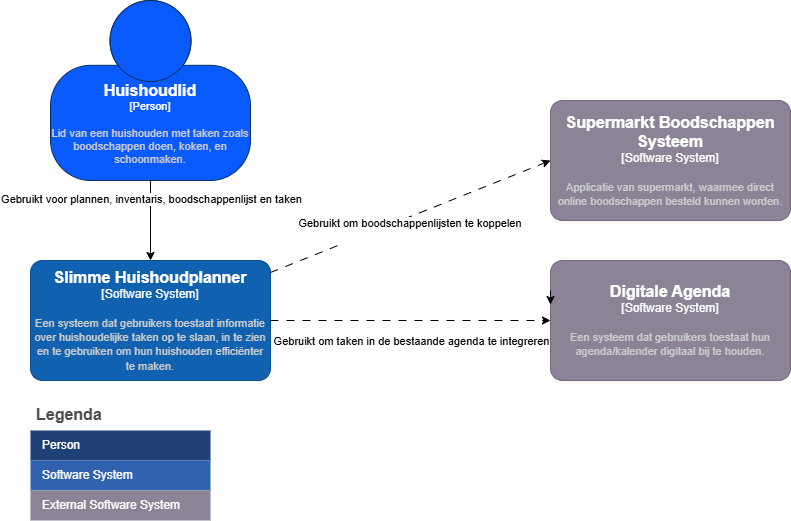 Huishoudlid
[Person]
Lid van een huishouden met taken zoals
boodschappen doen, koken, en
schoonmaken.
Gebruikt voor plannen, inventaris, boodschappenlijst en taken
Supermarkt Boodschappen
Systeem
[Software System]
Applicatie van supermarkt, waarmee direct
online boodschappen besteld kunnen worden.
Gebruikt om boodschappenlijsten te koppelen
Slimme Huishoudplanner
[Software System]
Een systeem dat gebruikers toestaat informatie
over huishoudelijke taken op te slaan, in te zien
en te gebruiken om hun huishouden efficiënter
te maken.
Gebruikt om taken in de bestaande agenda te integreren
Digitale Agenda
[Software System]
Een systeem dat gebruikers toestaat hun
agenda/kalender digitaal bij te houden.
Legenda
Person
Software System
External Software System